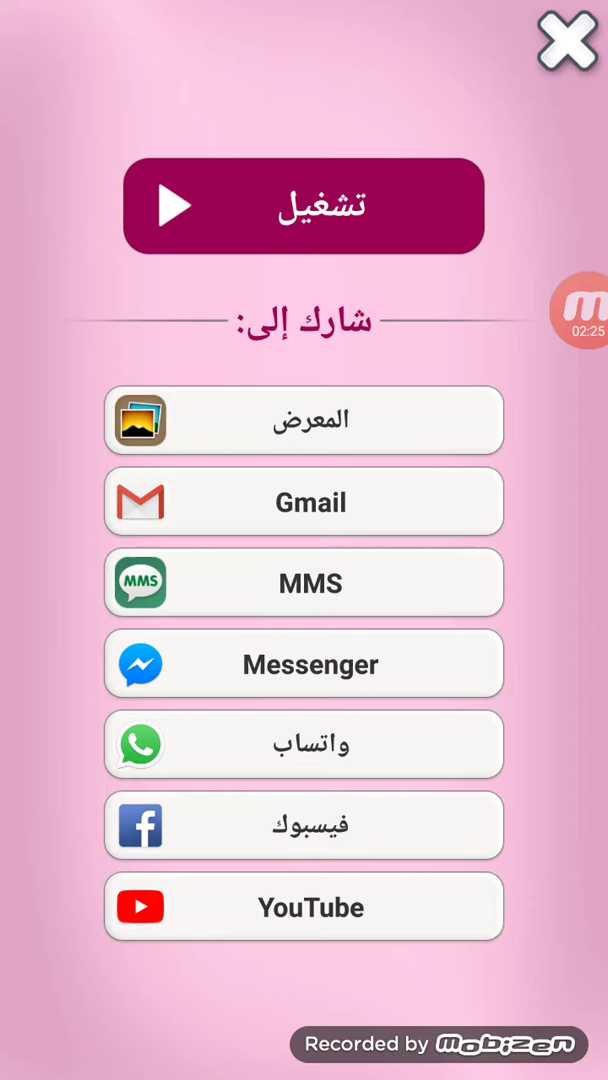 تشغيل
شارك إلى:
m
02:25
المعرض
Gmail
MMS
MMS
Messenger
واتساب
f
فيسبوك
YouTube
Recorded by mobizen